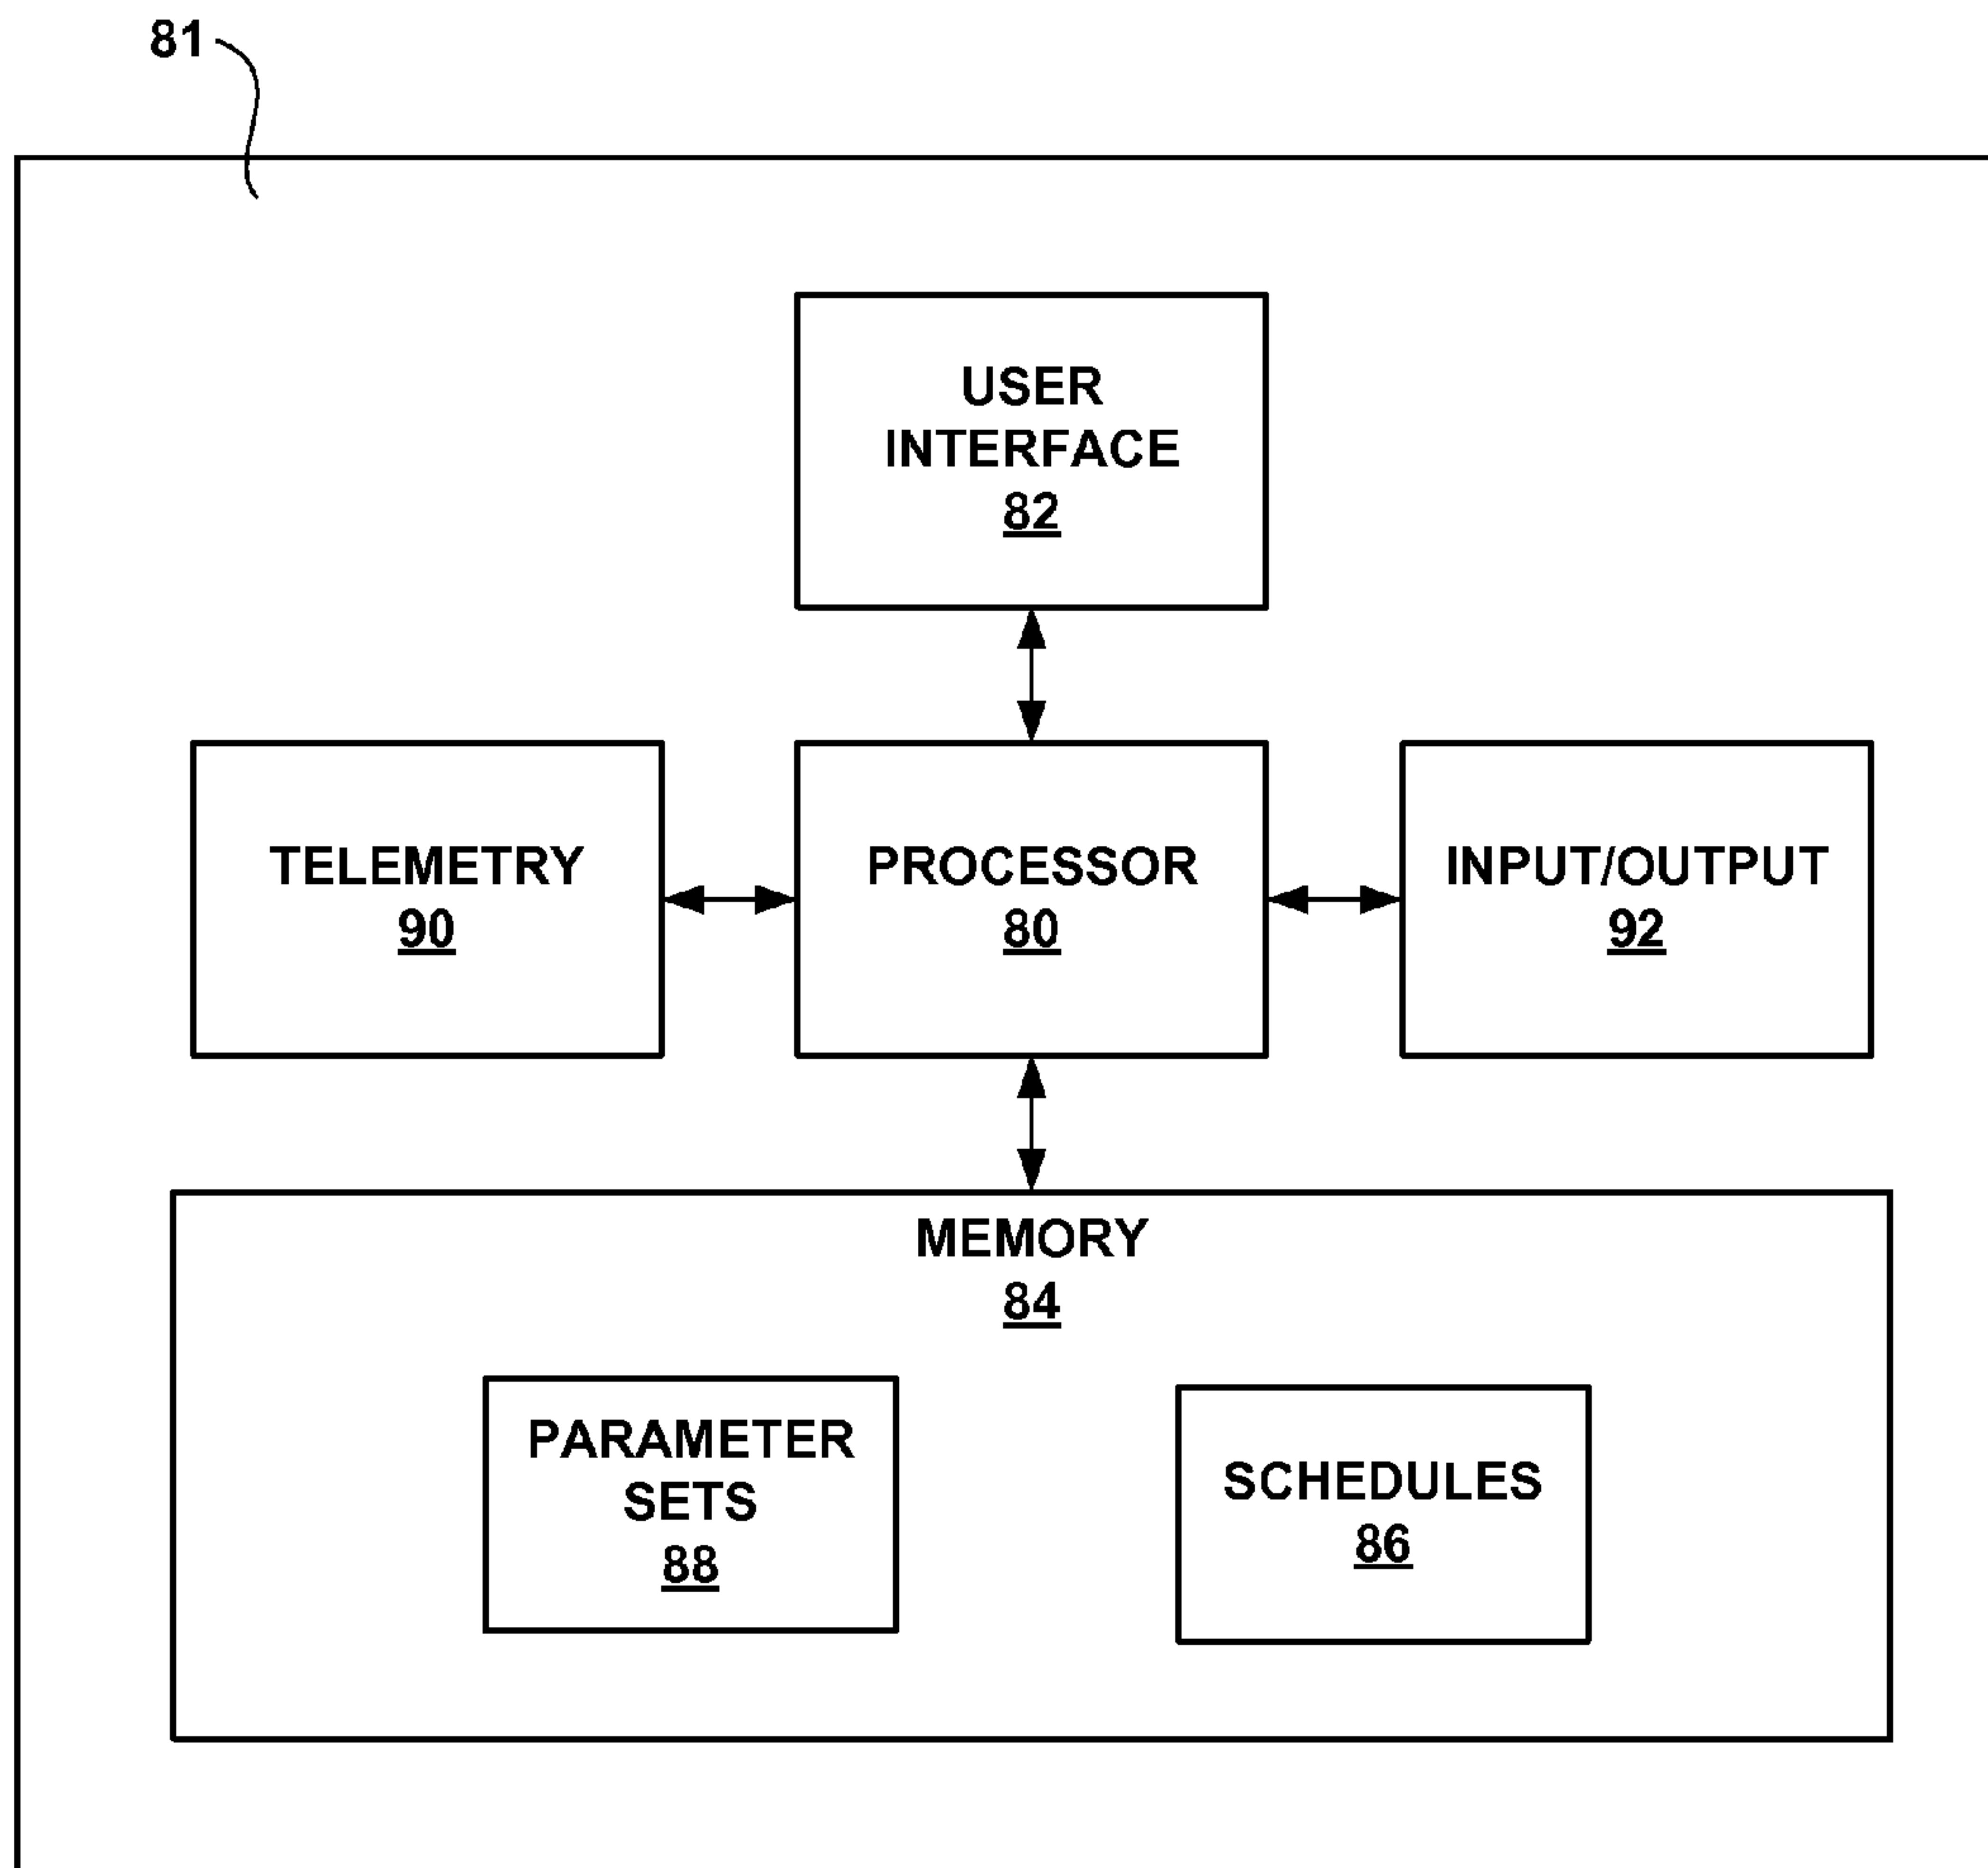 81
USER
INTERFACE
82
TELEMETRY
90
PROCESSOR
80
INPUT/OUTPUT
92
MEMORY
84
PARAMETER
SETS
88
SCHEDULES
86